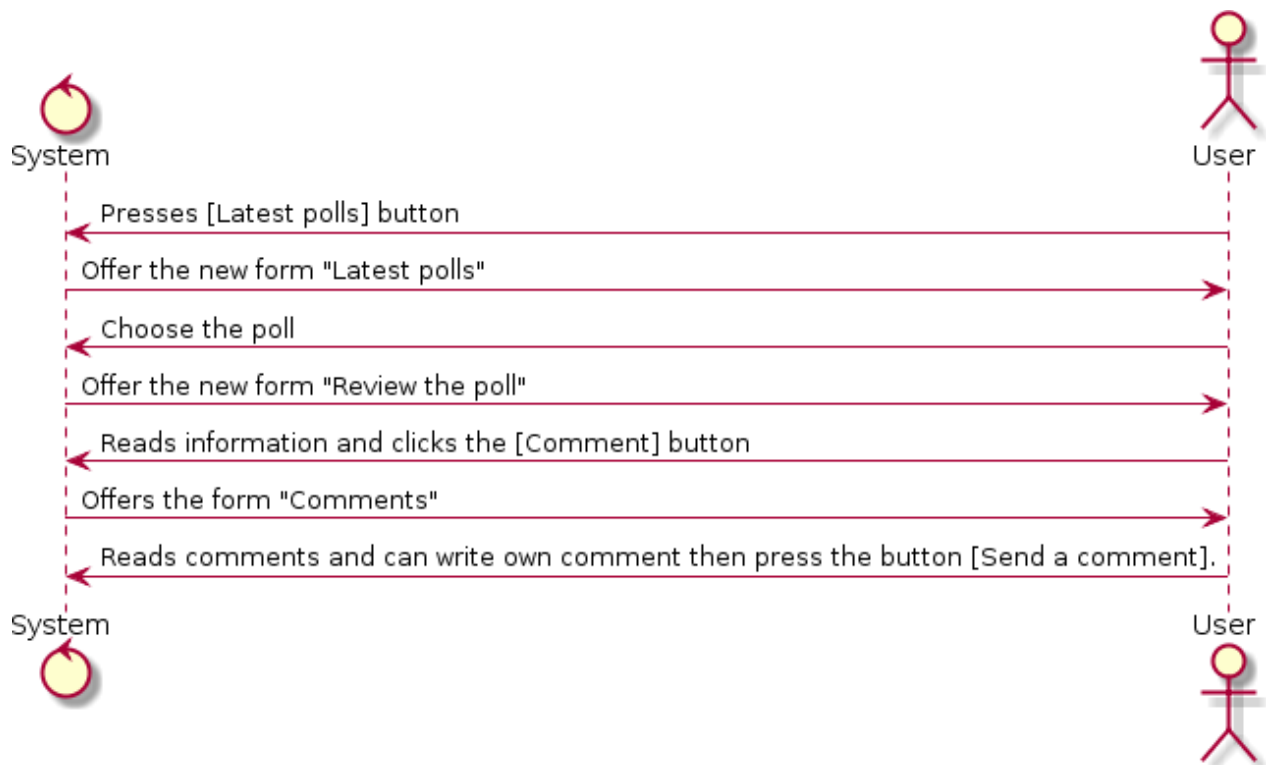 System
User
Presses [Latest polls] button
Offer the new form "Latest polls"
Choose the poll
Offer the new form "Review the poll"
Reads information and clicks the [Comment] button
Offers the form "Comments"
Reads comments and can write own comment then press the button [Send a comment].
System
User